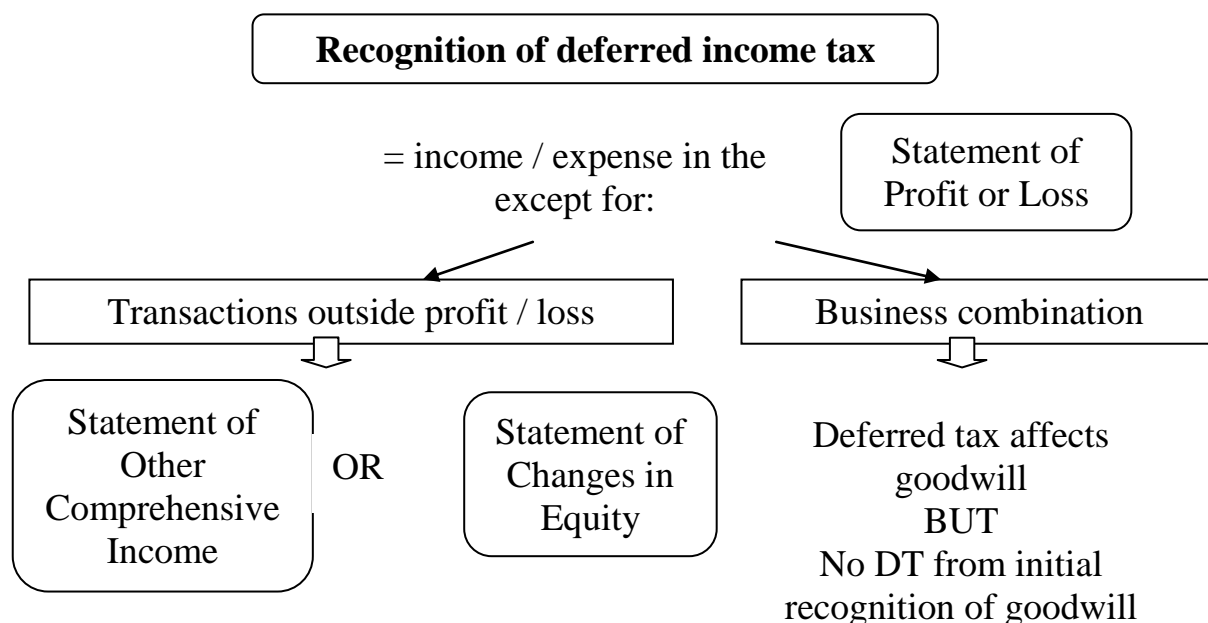 Recognition of deferred income tax
= income / expense in the
except for:
Statement of
Profit or Loss
Transactions outside profit / loss
Business combination
Statement of
Other
Comprehensive
Income
OR
Statement of
Changes in
Equity
Deferred tax affects
goodwill
BUT
No DT from initial
recognition of goodwill